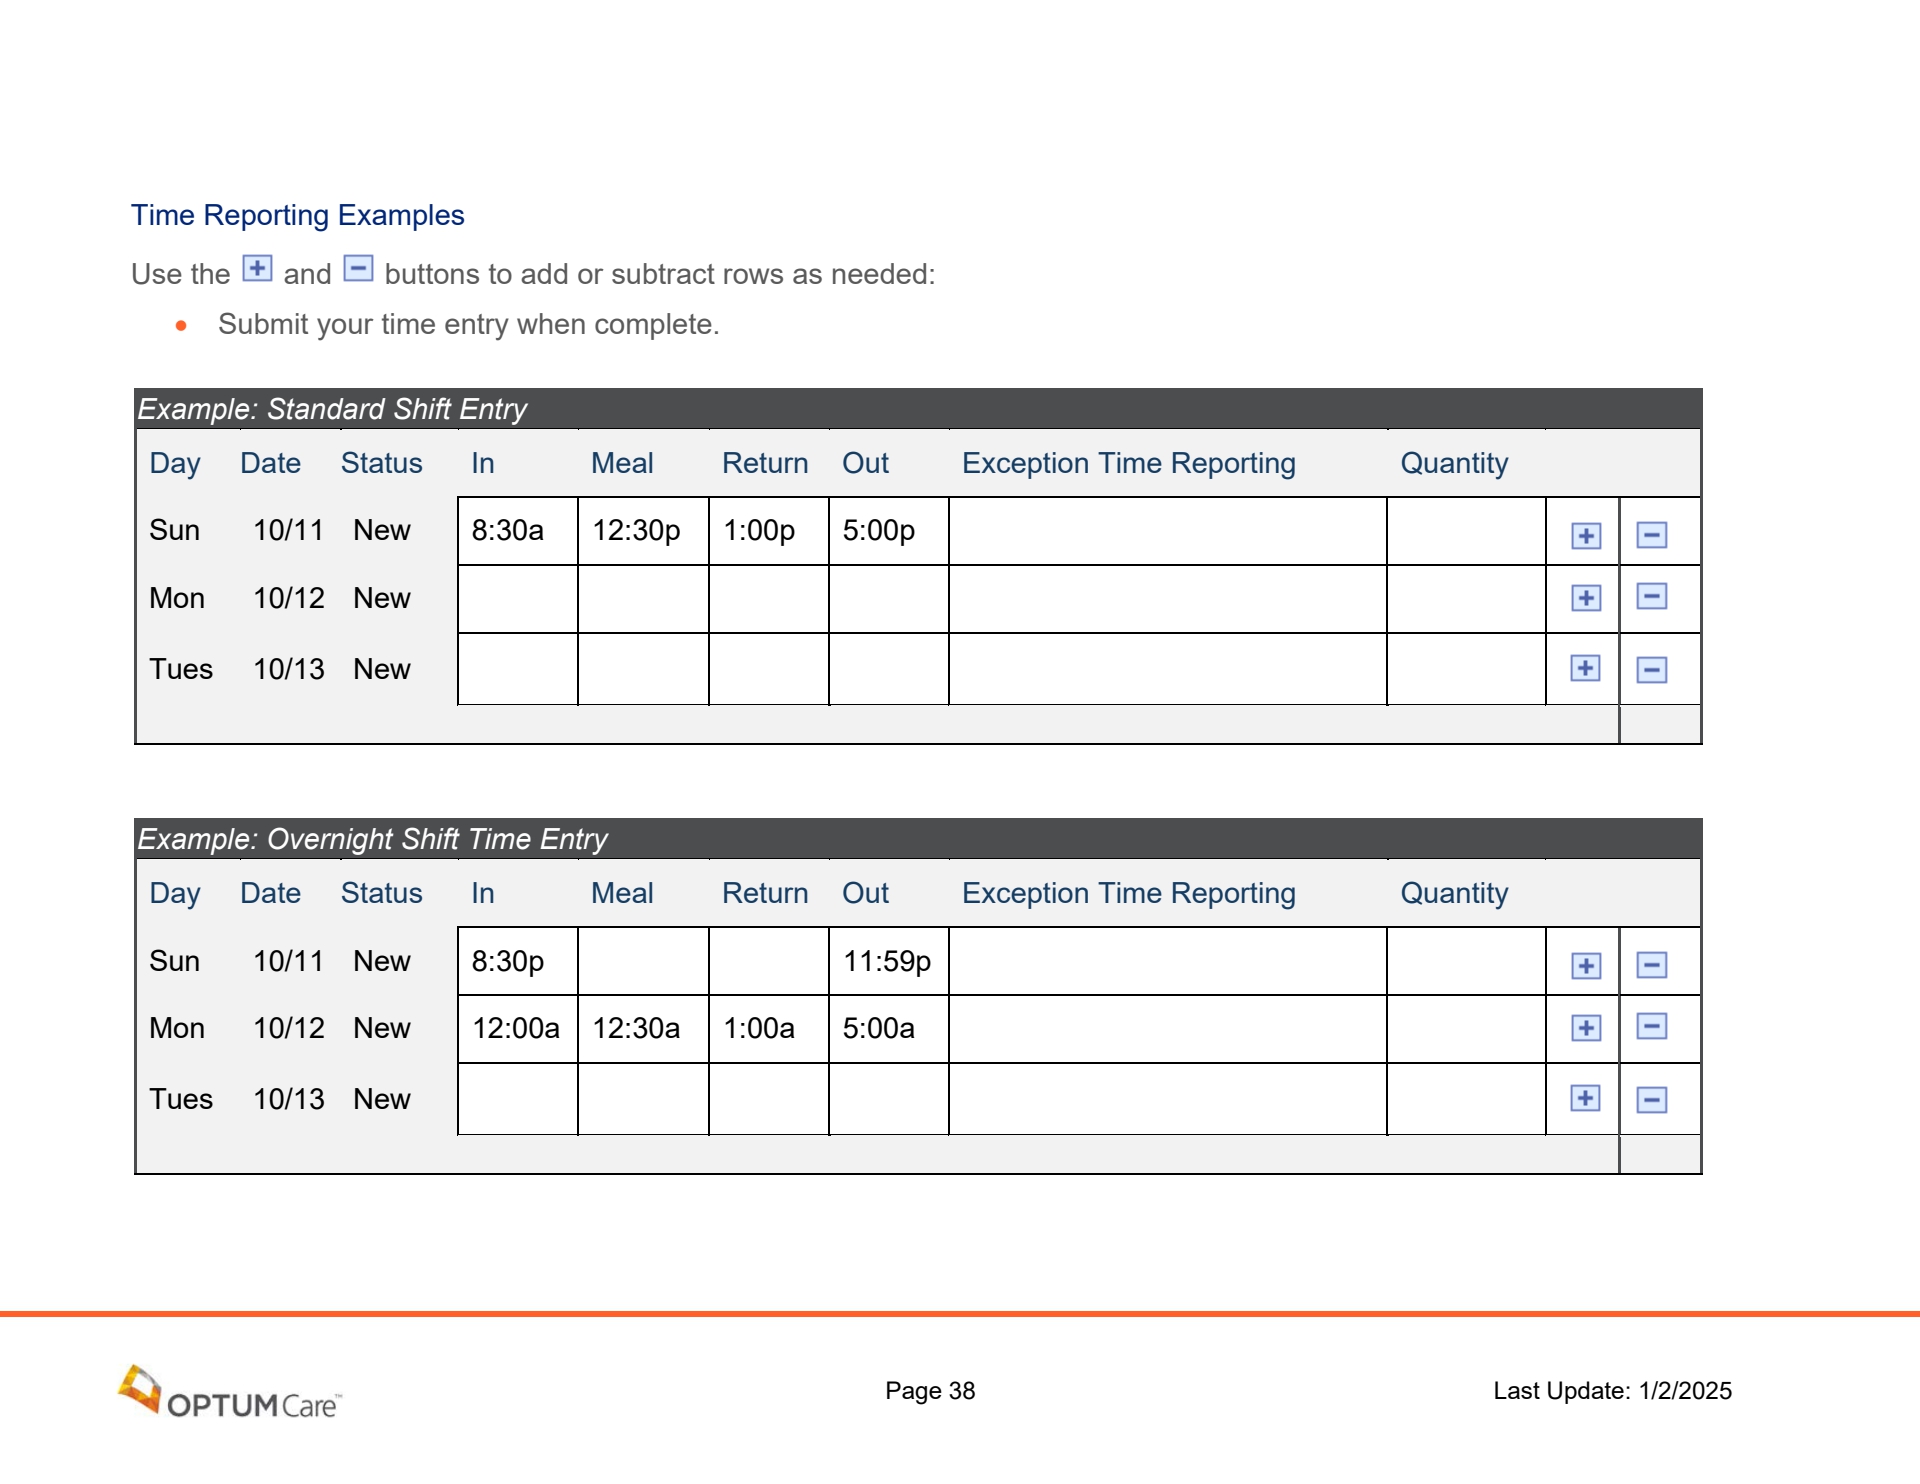 Time Reporting Examples
Use the + and − buttons to add or subtract rows as needed:
• Submit your time entry when complete.
Example: Standard Shift Entry
Day Date Status In Meal Return Out Exception Time Reporting Quantity
Sun 10/11 New 8:30a 12:30p 1:00p 5:00p + −
Mon 10/12 New + −
Tues 10/13 New + −
Example: Overnight Shift Time Entry
Day Date Status In Meal Return Out Exception Time Reporting Quantity
Sun 10/11 New 8:30p 11:59p + −
Mon 10/12 New 12:00a 12:30a 1:00a 5:00a + −
Tues 10/13 New + −
OPTUMCare™ Page 38 Last Update: 1/2/2025